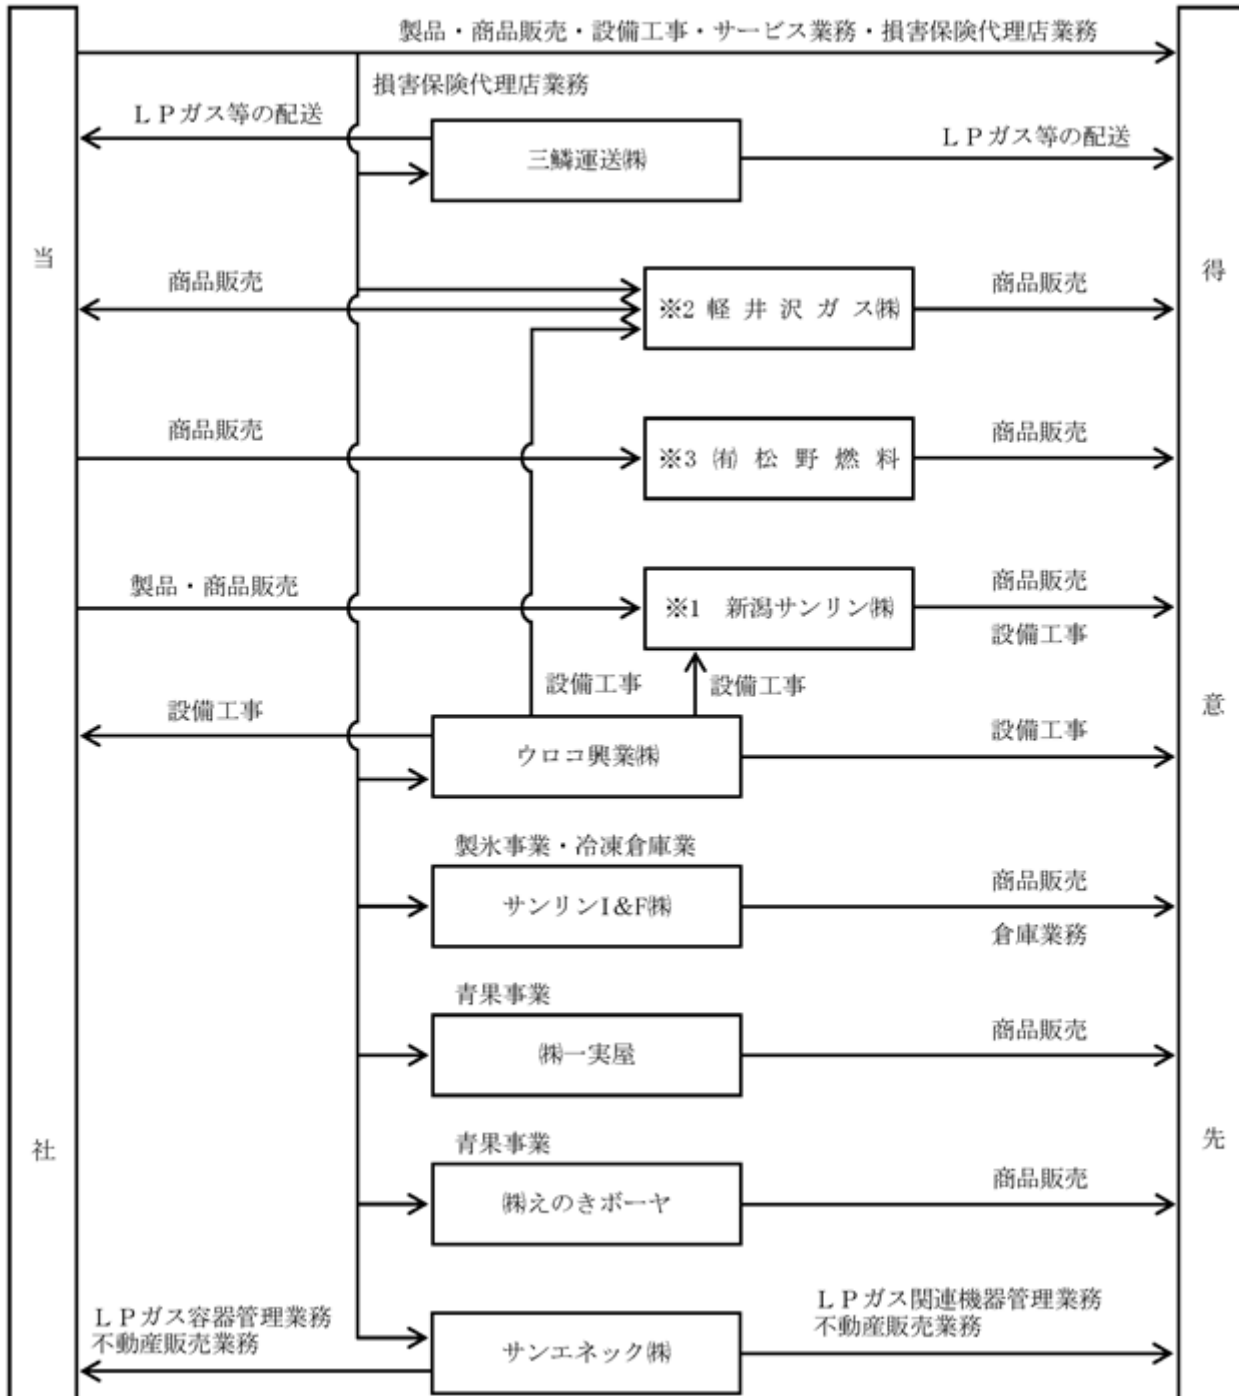 製品・商品販売・設備工事・サービス業務・損害保険代理店業務
損害保険代理店業務
ＬＰガス等の配送
三鱗運送㈱
ＬＰガス等の配送
当
得
商品販売
※2 軽 井 沢 ガ ス㈱
商品販売
商品販売
※3 ㈲ 松 野 燃 料
商品販売
製品・商品販売
※1　新潟サンリン㈱
商品販売
設備工事
設備工事
設備工事
意
設備工事
ウロコ興業㈱
設備工事
製氷事業・冷凍倉庫業
サンリンI&F㈱
商品販売
倉庫業務
青果事業
㈱一実屋
商品販売
社
先
青果事業
㈱えのきボーヤ
商品販売
ＬＰガス容器管理業務
不動産販売業務
サンエネック㈱
ＬＰガス関連機器管理業務
不動産販売業務